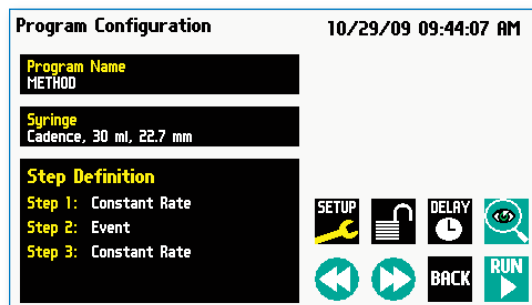 Program Configuration
10/29/09 09:44:07 AM
Program Name
METHOD
Syringe
Cadence, 30 ml, 22.7 mm
Step Definition
Step 1: Constant Rate
Step 2: Event
Step 3: Constant Rate
SETUP
DELAY
BACK
RUN